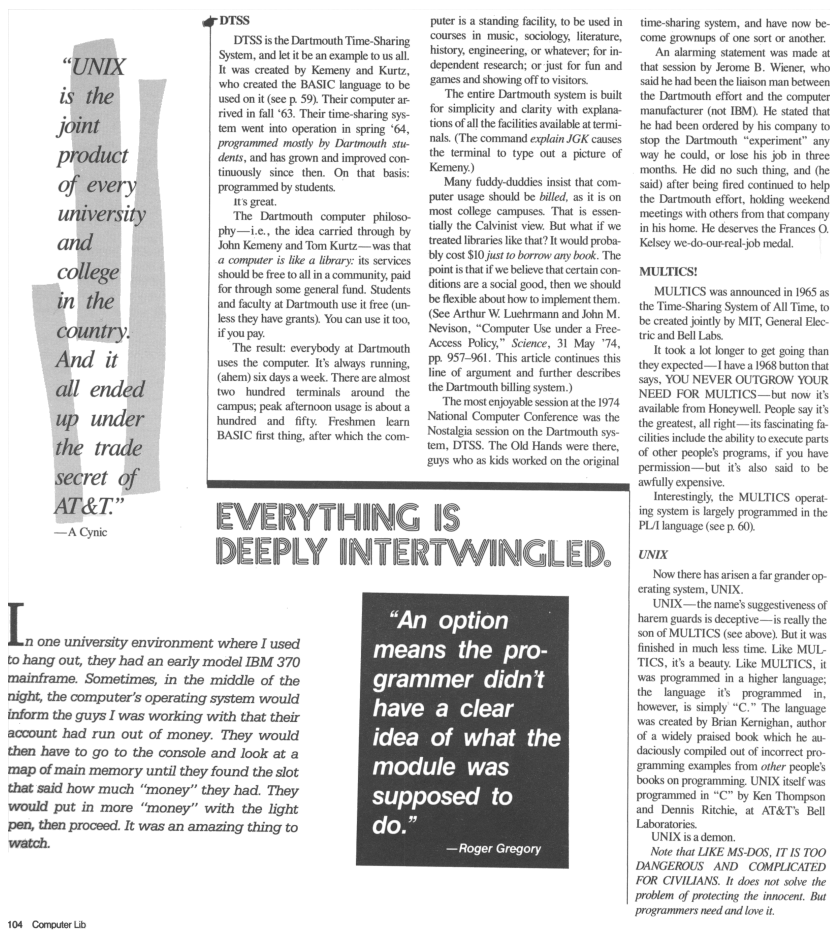 "UNIX
is the
joint
product
of every
university
and
college
in the
country.
And it
all ended
up under
the trade
secret of
AT&T."
—A Cynic
DTSS
DTSS is the Dartmouth Time-Sharing
System, and let it be an example to us all.
It was created by Kemeny and Kurtz,
who created the BASIC language to be
used on it (see p. 59). Their computer ar-
rived in fall '63. Their time-sharing sys-
tem went into operation in spring '64,
programmed mostly by Dartmouth stu-
dents, and has grown and improved con-
tinuously since then. On that basis:
programmed by students.
It's great.
The Dartmouth computer philoso-
phy—i.e., the idea carried through by
John Kemeny and Tom Kurtz—was that
a computer is like a library: its services
should be free to all in a community, paid
for through some general fund. Students
and faculty at Dartmouth use it free (un-
less they have grants). You can use it too,
if you pay.
The result: everybody at Dartmouth
uses the computer. It's always running,
(ahem) six days a week. There are almost
two hundred terminals around the
campus; peak afternoon usage is about a
hundred and fifty. Freshmen learn
BASIC first thing, after which the com-
puter is a standing facility, to be used in
courses in music, sociology, literature,
history, engineering, or whatever; for in-
dependent research; or just for fun and
games and showing off to visitors.
The entire Dartmouth system is built
for simplicity and clarity with explana-
tions of all the facilities available at termi-
nals. (The command explain JGK causes
the terminal to type out a picture of
Kemeny.)
Many fuddy-duddies insist that com-
puter usage should be billed, as it is on
most college campuses. That is essen-
tially the Calvinist view. But what if we
treated libraries like that? It would proba-
bly cost $10 just to borrow any book. The
point is that if we believe that certain con-
ditions are a social good, then we should
be flexible about how to implement them.
(See Arthur W. Luehrmann and John M.
Nevison, "Computer Use under a Free-
Access Policy," Science, 31 May '74,
pp. 957–961. This article continues this
line of argument and further describes
the Dartmouth billing system.)
The most enjoyable session at the 1974
National Computer Conference was the
Nostalgia session on the Dartmouth sys-
tem, DTSS. The Old Hands were there,
guys who as kids worked on the original
time-sharing system, and have now be-
come grownups of one sort or another.
An alarming statement was made at
that session by Jerome B. Wiener, who
said he had been the liaison man between
the Dartmouth effort and the computer
manufacturer (not IBM). He stated that
he had been ordered by his company to
stop the Dartmouth "experiment" any
way he could, or lose his job in three
months. He did no such thing, and (he
said) after being fired continued to help
the Dartmouth effort, holding weekend
meetings with others from that company
in his home. He deserves the Frances O.
Kelsey we-do-our-real-job medal.
MULTICS!
MULTICS was announced in 1965 as
the Time-Sharing System of All Time, to
be created jointly by MIT, General Elec-
tric and Bell Labs.
It took a lot longer to get going than
they expected—I have a 1968 button that
says, YOU NEVER OUTGROW YOUR
NEED FOR MULTICS—but now it's
available from Honeywell. People say it's
the greatest, all right—its fascinating fa-
cilities include the ability to execute parts
of other people's programs, if you have
permission—but it's also said to be
awfully expensive.
Interestingly, the MULTICS operat-
ing system is largely programmed in the
PL/I language (see p. 60).
UNIX
Now there has arisen a far grander op-
erating system, UNIX.
UNIX—the name's suggestiveness of
harem guards is deceptive—is really the
son of MULTICS (see above). But it was
finished in much less time. Like MUL-
TICS, it's a beauty. Like MULTICS, it
was programmed in a higher language;
the language it's programmed in,
however, is simply "C." The language
was created by Brian Kernighan, author
of a widely praised book which he au-
daciously compiled out of incorrect pro-
gramming examples from other people's
books on programming. UNIX itself was
programmed in "C" by Ken Thompson
and Dennis Ritchie, at AT&T's Bell
Laboratories.
UNIX is a demon.
Note that LIKE MS-DOS, IT IS TOO
DANGEROUS AND COMPLICATED
FOR CIVILIANS. It does not solve the
problem of protecting the innocent. But
programmers need and love it.
EVERYTHING IS
DEEPLY INTERTWINGLED.
In one university environment where I used
to hang out, they had an early model IBM 370
mainframe. Sometimes, in the middle of the
night, the computer's operating system would
inform the guys I was working with that their
account had run out of money. They would
then have to go to the console and look at a
map of main memory until they found the slot
that said how much "money" they had. They
would put in more "money" with the light
pen, then proceed. It was an amazing thing to
watch.
"An option
means the pro-
grammer didn't
have a clear
idea of what the
module was
supposed to
do."
—Roger Gregory
104 Computer Lib